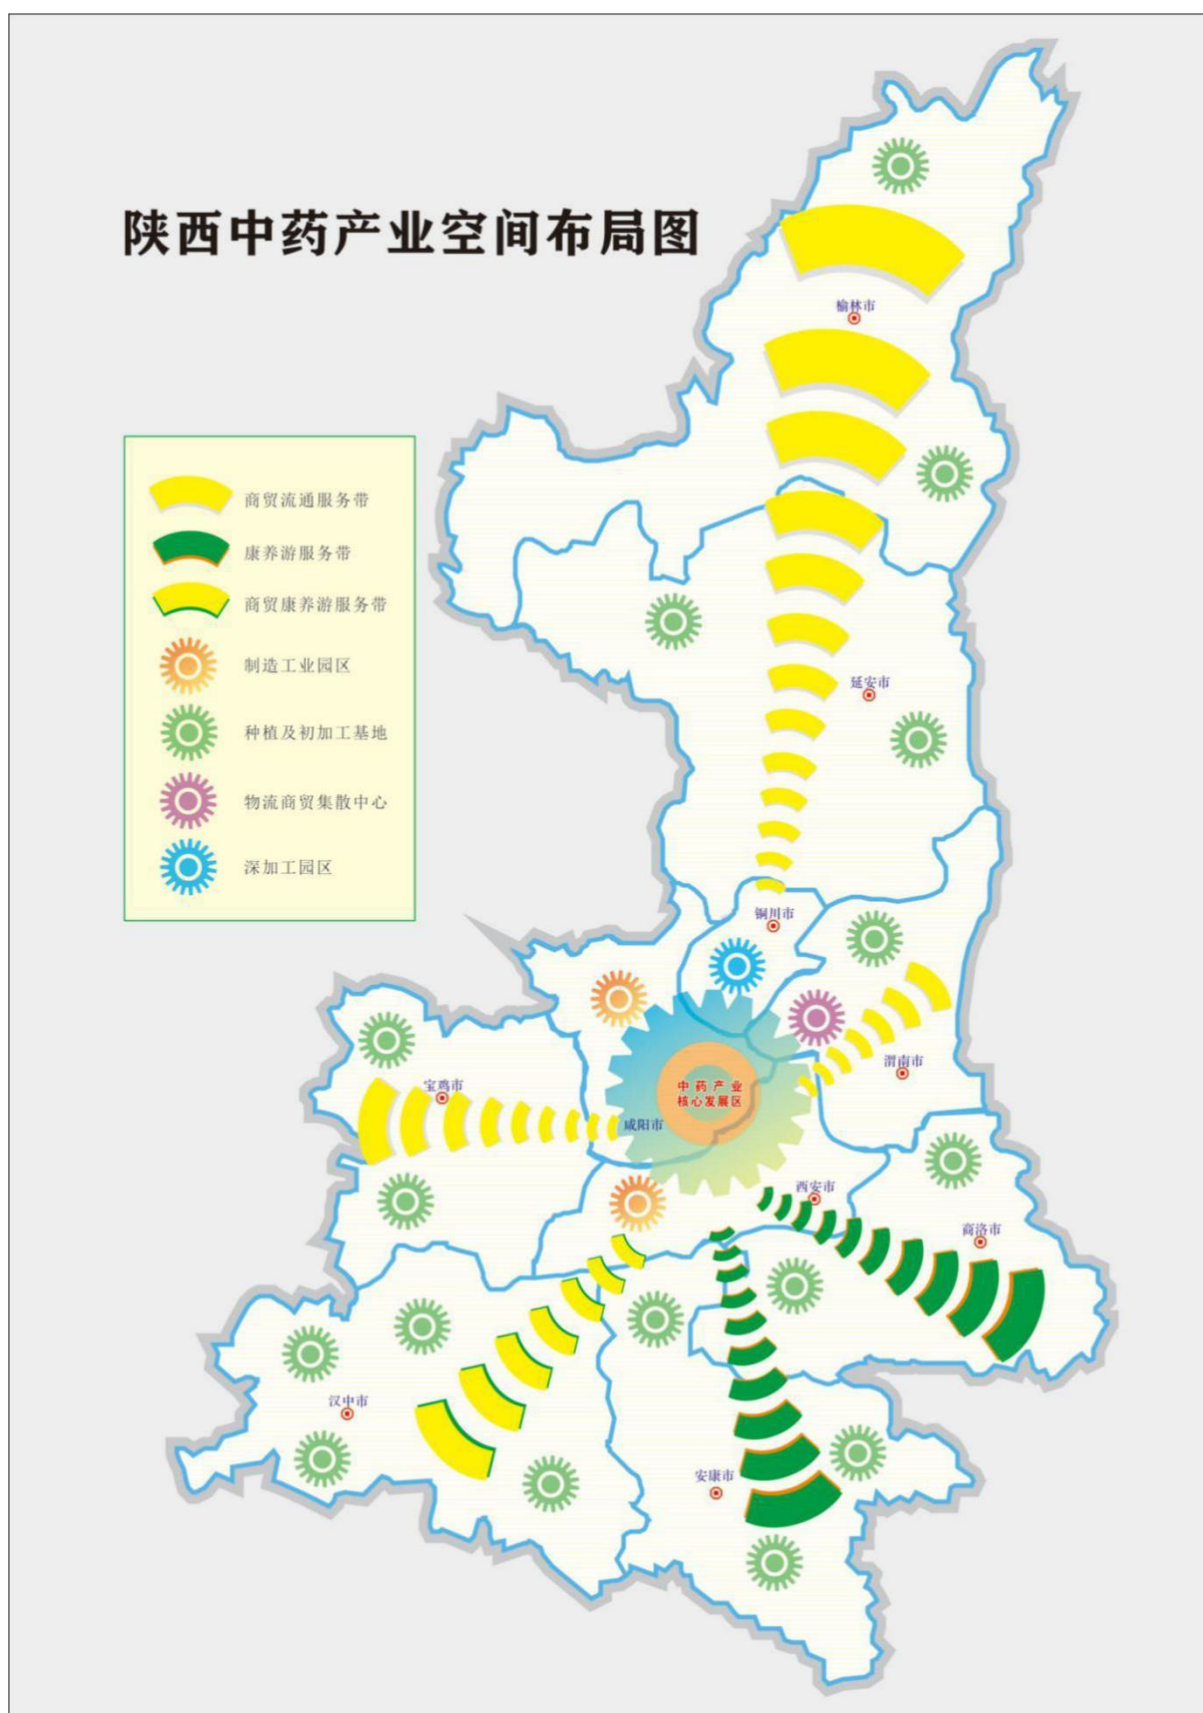 陕西中药产业空间布局图
榆林市
商贸流通服务带
康养游服务带
商贸康养游服务带
制造工业园区
种植及初加工基地
物流商贸集散中心
深加工园区
延安市
铜川市
渭南市
宝鸡市
中药产业
核心发展区
咸阳市
西安市
商洛市
汉中市
安康市